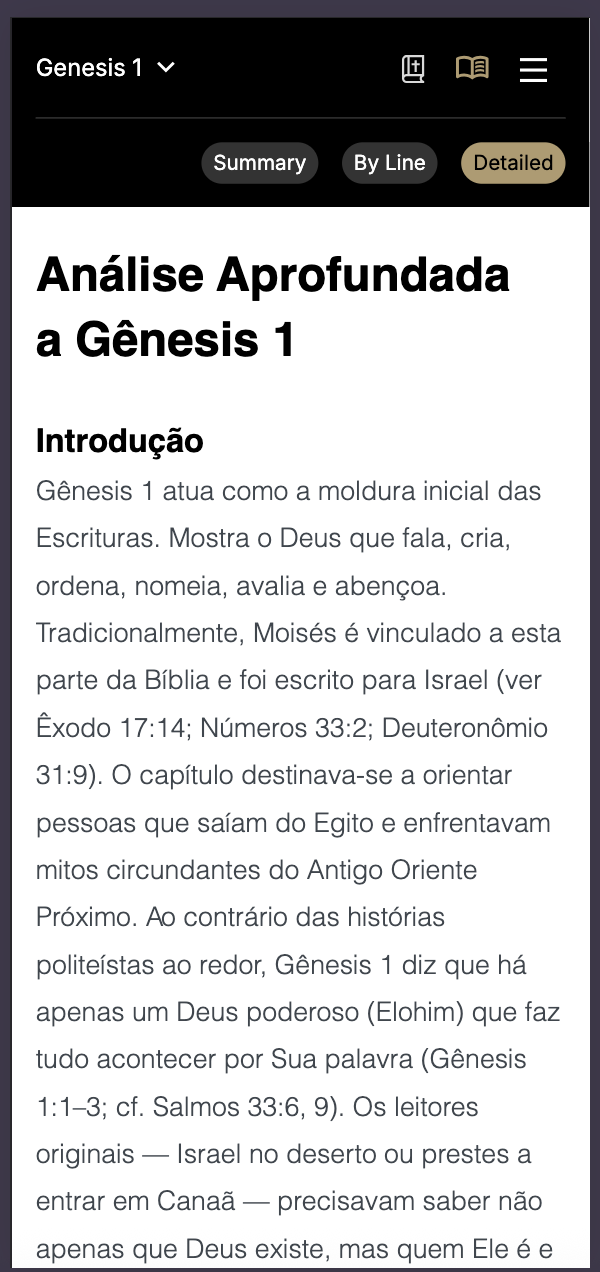 Genesis 1
Summary
By Line
Detailed
Análise Aprofundada
a Gênesis 1
Introdução
Gênesis 1 atua como a moldura inicial das
Escrituras. Mostra o Deus que fala, cria,
ordena, nomeia, avalia e abençoa.
Tradicionalmente, Moisés é vinculado a esta
parte da Bíblia e foi escrito para Israel (ver
Êxodo 17:14; Números 33:2; Deuteronômio
31:9). O capítulo destinava-se a orientar
pessoas que saíam do Egito e enfrentavam
mitos circundantes do Antigo Oriente
Próximo. Ao contrário das histórias
politeístas ao redor, Gênesis 1 diz que há
apenas um Deus poderoso (Elohim) que faz
tudo acontecer por Sua palavra (Gênesis
1:1–3; cf. Salmos 33:6, 9). Os leitores
originais — Israel no deserto ou prestes a
entrar em Canaã — precisavam saber não
apenas que Deus existe, mas quem Ele é e